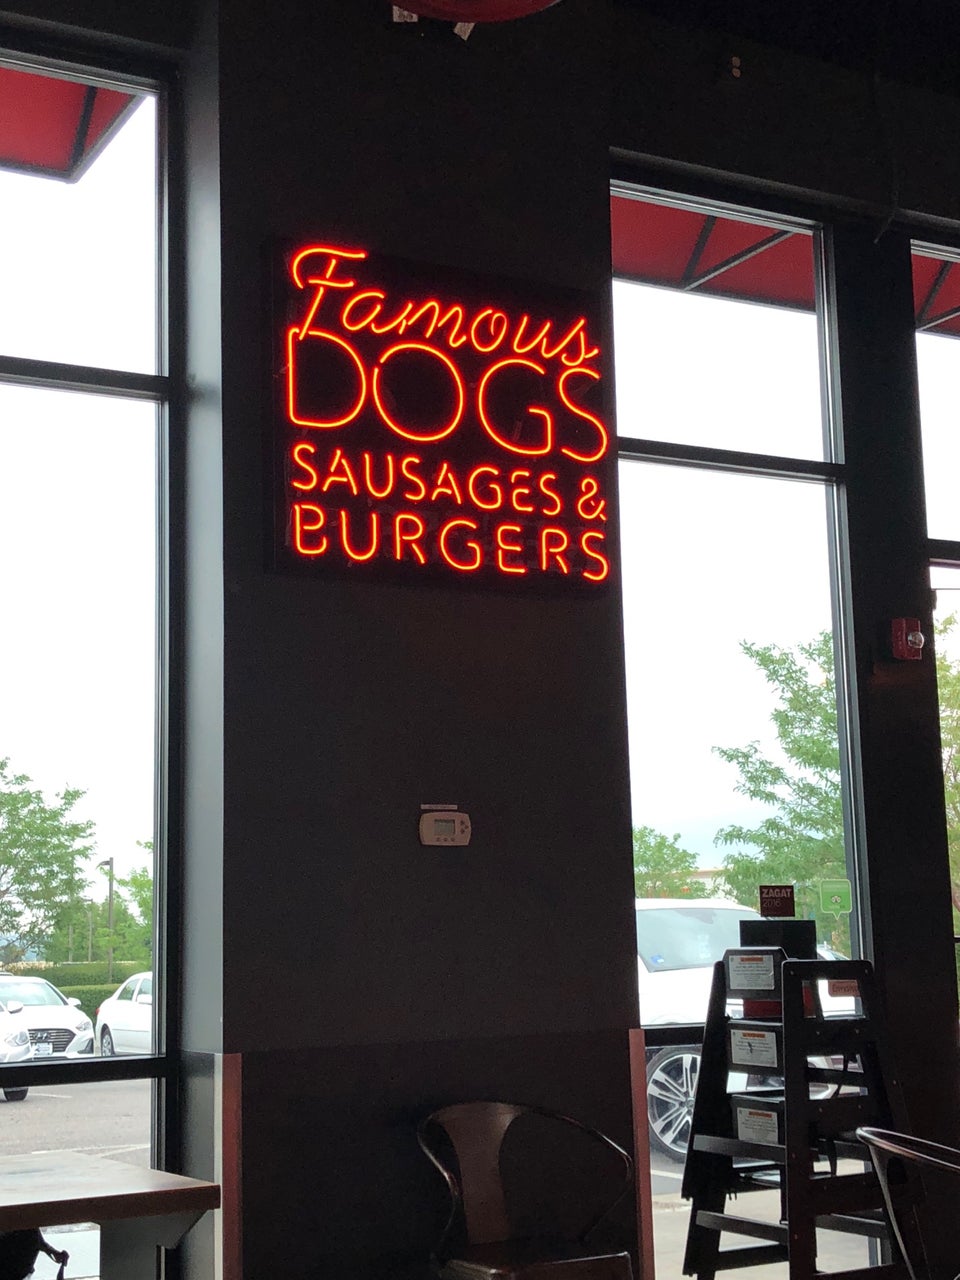 Famous
DOGS
SAUSAGES &
BURGERS
ZAGAT
2016